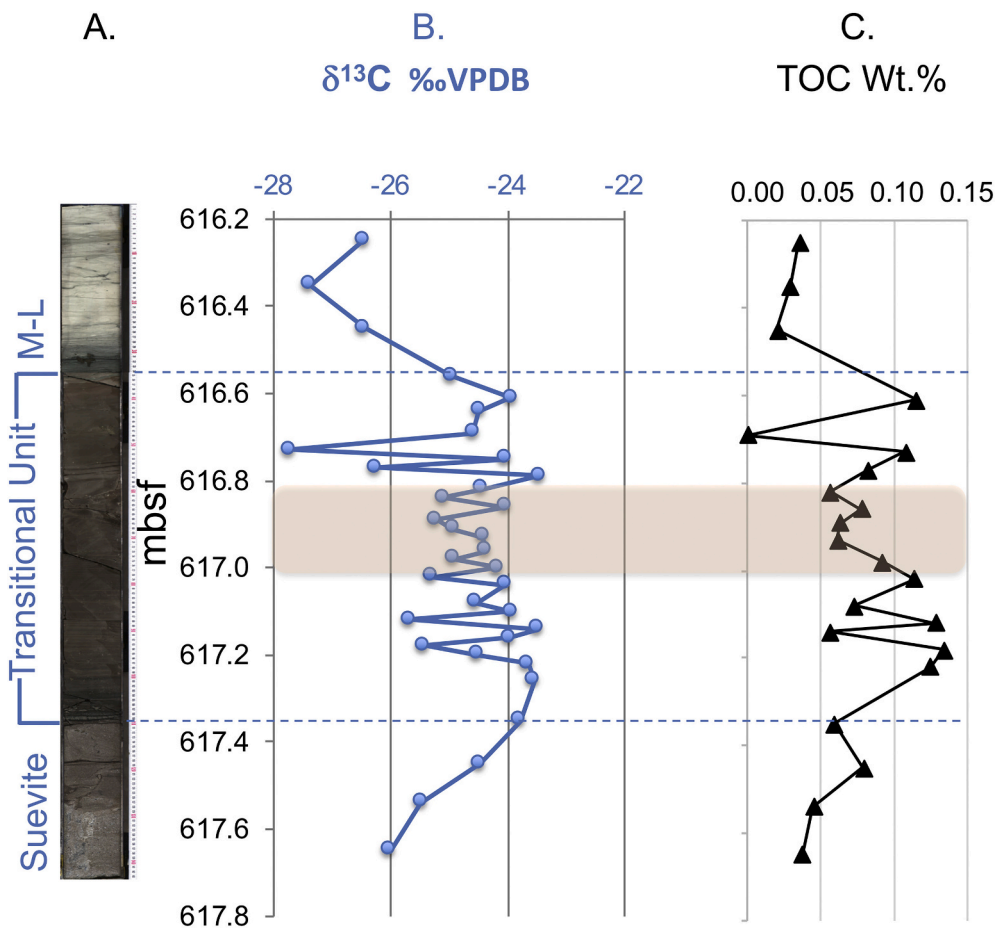 A.
B.
C.
δ¹³C ‰VPDB
TOC Wt.%
-28
-26
-24
-22
0.00
0.05
0.10
0.15
616.2
616.4
616.6
616.8
617.0
617.2
617.4
617.6
617.8
mbsf
M-L
Transitional Unit
Suevite